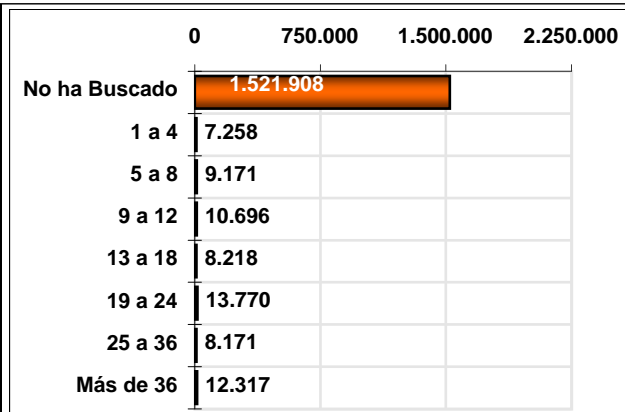 0 750.000 1.500.000 2.250.000
No ha Buscado 1.521.908
1 a 4 7.258
5 a 8 9.171
9 a 12 10.696
13 a 18 8.218
19 a 24 13.770
25 a 36 8.171
Más de 36 12.317